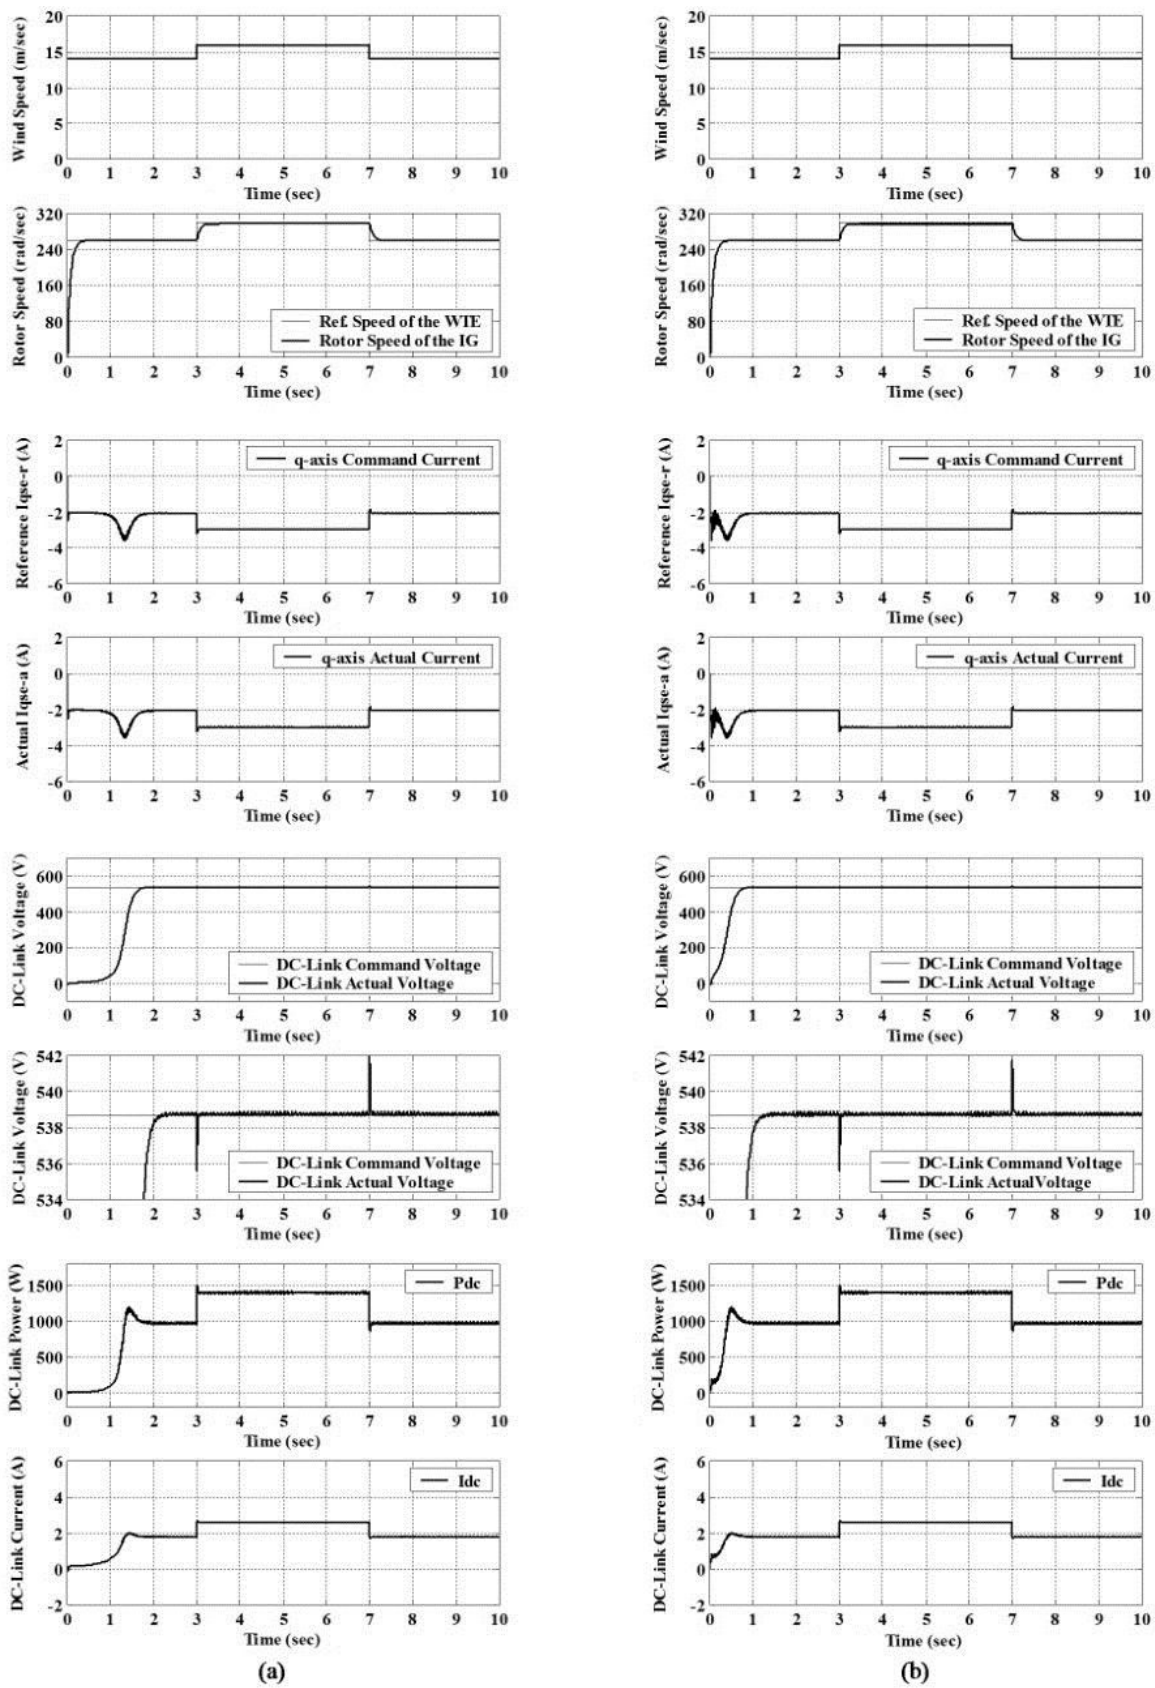 20
15
10
5
0
Wind Speed (m/sec)
0 1 2 3 4 5 6 7 8 9 10
Time (sec)
320
240
160
80
0
Rotor Speed (rad/sec)
Ref. Speed of the WTE
Rotor Speed of the IG
0 1 2 3 4 5 6 7 8 9 10
Time (sec)
2
0
-2
-4
-6
Reference Iqse-r (A)
q-axis Command Current
0 1 2 3 4 5 6 7 8 9 10
Time (sec)
2
0
-2
-4
-6
Actual Iqse-a (A)
q-axis Actual Current
0 1 2 3 4 5 6 7 8 9 10
Time (sec)
600
400
200
0
DC-Link Voltage (V)
DC-Link Command Voltage
DC-Link Actual Voltage
0 1 2 3 4 5 6 7 8 9 10
Time (sec)
542
540
538
536
534
DC-Link Voltage (V)
DC-Link Command Voltage
DC-Link Actual Voltage
0 1 2 3 4 5 6 7 8 9 10
Time (sec)
1500
1000
500
0
DC-Link Power (W)
Pdc
0 1 2 3 4 5 6 7 8 9 10
Time (sec)
6
4
2
0
-2
DC-Link Current (A)
Idc
0 1 2 3 4 5 6 7 8 9 10
Time (sec)
(a)
20
15
10
5
0
Wind Speed (m/sec)
0 1 2 3 4 5 6 7 8 9 10
Time (sec)
320
240
160
80
0
Rotor Speed (rad/sec)
Ref. Speed of the WTE
Rotor Speed of the IG
0 1 2 3 4 5 6 7 8 9 10
Time (sec)
2
0
-2
-4
-6
Reference Iqse-r (A)
q-axis Command Current
0 1 2 3 4 5 6 7 8 9 10
Time (sec)
2
0
-2
-4
-6
Actual Iqse-a (A)
q-axis Actual Current
0 1 2 3 4 5 6 7 8 9 10
Time (sec)
600
400
200
0
DC-Link Voltage (V)
DC-Link Command Voltage
DC-Link Actual Voltage
0 1 2 3 4 5 6 7 8 9 10
Time (sec)
542
540
538
536
534
DC-Link Voltage (V)
DC-Link Command Voltage
DC-Link ActualVoltage
0 1 2 3 4 5 6 7 8 9 10
Time (sec)
1500
1000
500
0
DC-Link Power (W)
Pdc
0 1 2 3 4 5 6 7 8 9 10
Time (sec)
6
4
2
0
-2
DC-Link Current (A)
Idc
0 1 2 3 4 5 6 7 8 9 10
Time (sec)
(b)